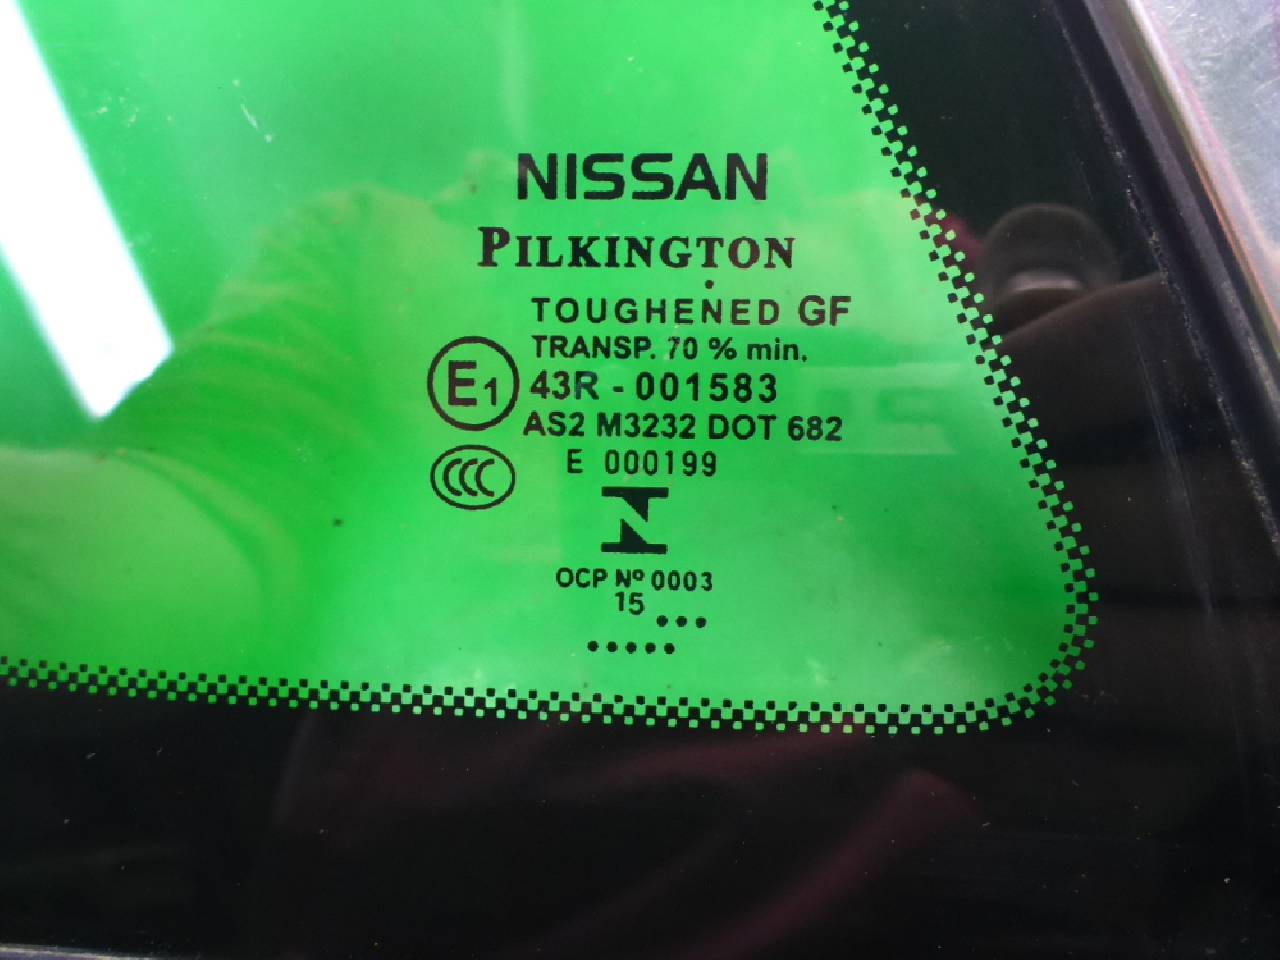 NISSAN
PILKINGTON
TOUGHENED GF
TRANSP. 70 % min.
E1 43R - 001583
AS2 M3232 DOT 682
CCC E 000199
OCP Nº 0003
15